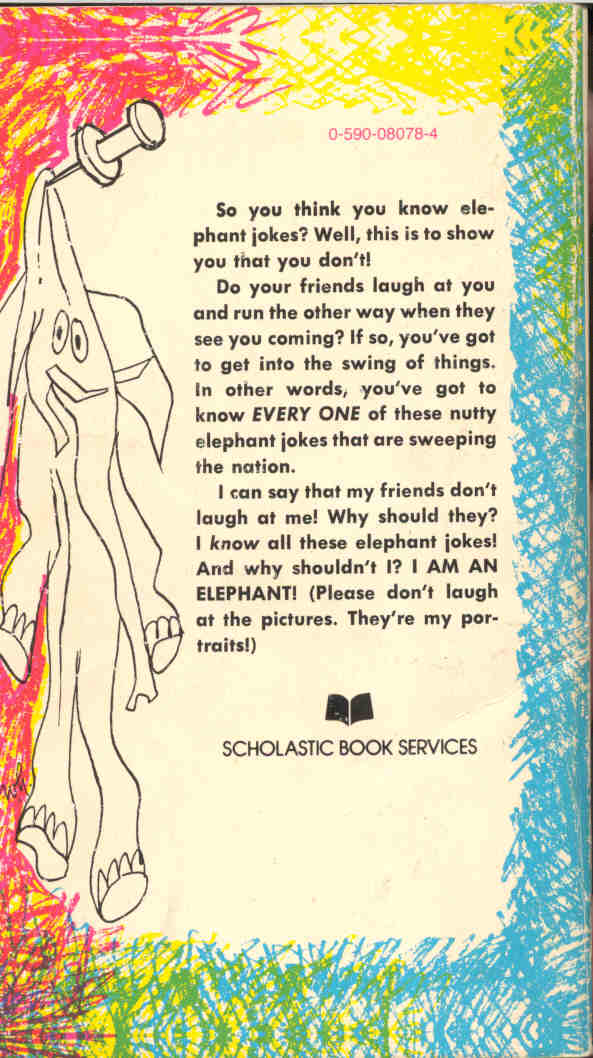 0-590-08078-4
So you think you know ele-
phant jokes? Well, this is to show
you that you don't!
Do your friends laugh at you
and run the other way when they
see you coming? If so, you've got
to get into the swing of things.
In other words, you've got to
know EVERY ONE of these nutty
elephant jokes that are sweeping
the nation.
I can say that my friends don't
laugh at me! Why should they?
I know all these elephant jokes!
And why shouldn't I? I AM AN
ELEPHANT! (Please don't laugh
at the pictures. They're my por-
traits!)
SCHOLASTIC BOOK SERVICES